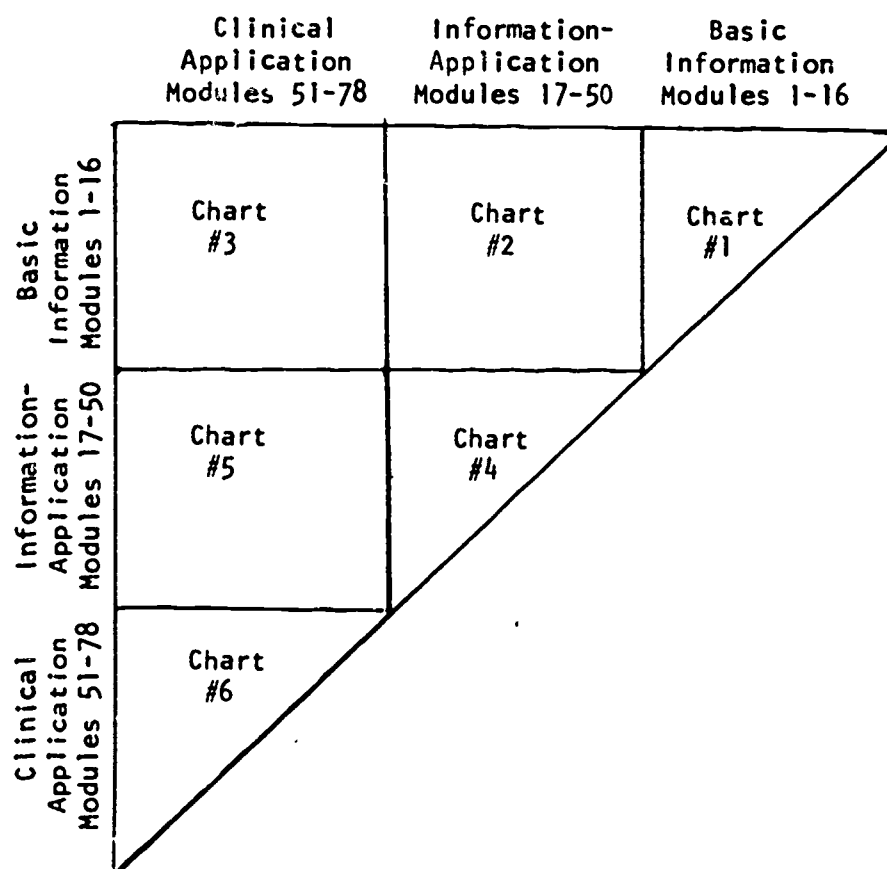 Clinical
Application
Modules 51-78
Information-
Application
Modules 17-50
Basic
Information
Modules 1-16
Basic
Information
Modules 1-16
Chart
#3
Chart
#2
Chart
#1
Information-
Application
Modules 17-50
Chart
#5
Chart
#4
Clinical
Application
Modules 51-78
Chart
#6